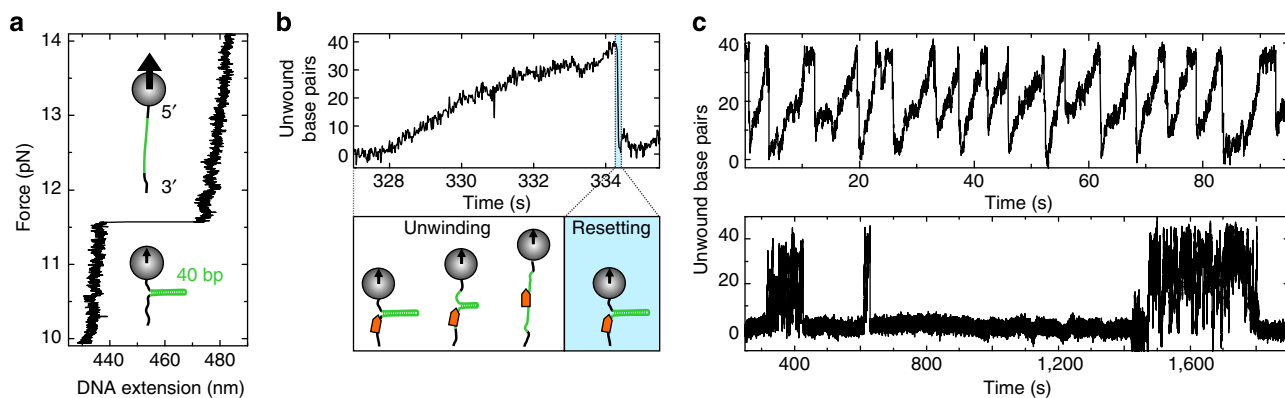 a
14
13
12
11
10
Force (pN)
5′
3′
40 bp
440
460
480
DNA extension (nm)
b
40
30
20
10
0
Unwound
base pairs
328
330
332
334
Time (s)
Unwinding
Resetting
c
Unwound base pairs
40
20
0
20
40
60
80
Time (s)
40
20
0
400
800
1,200
1,600
Time (s)